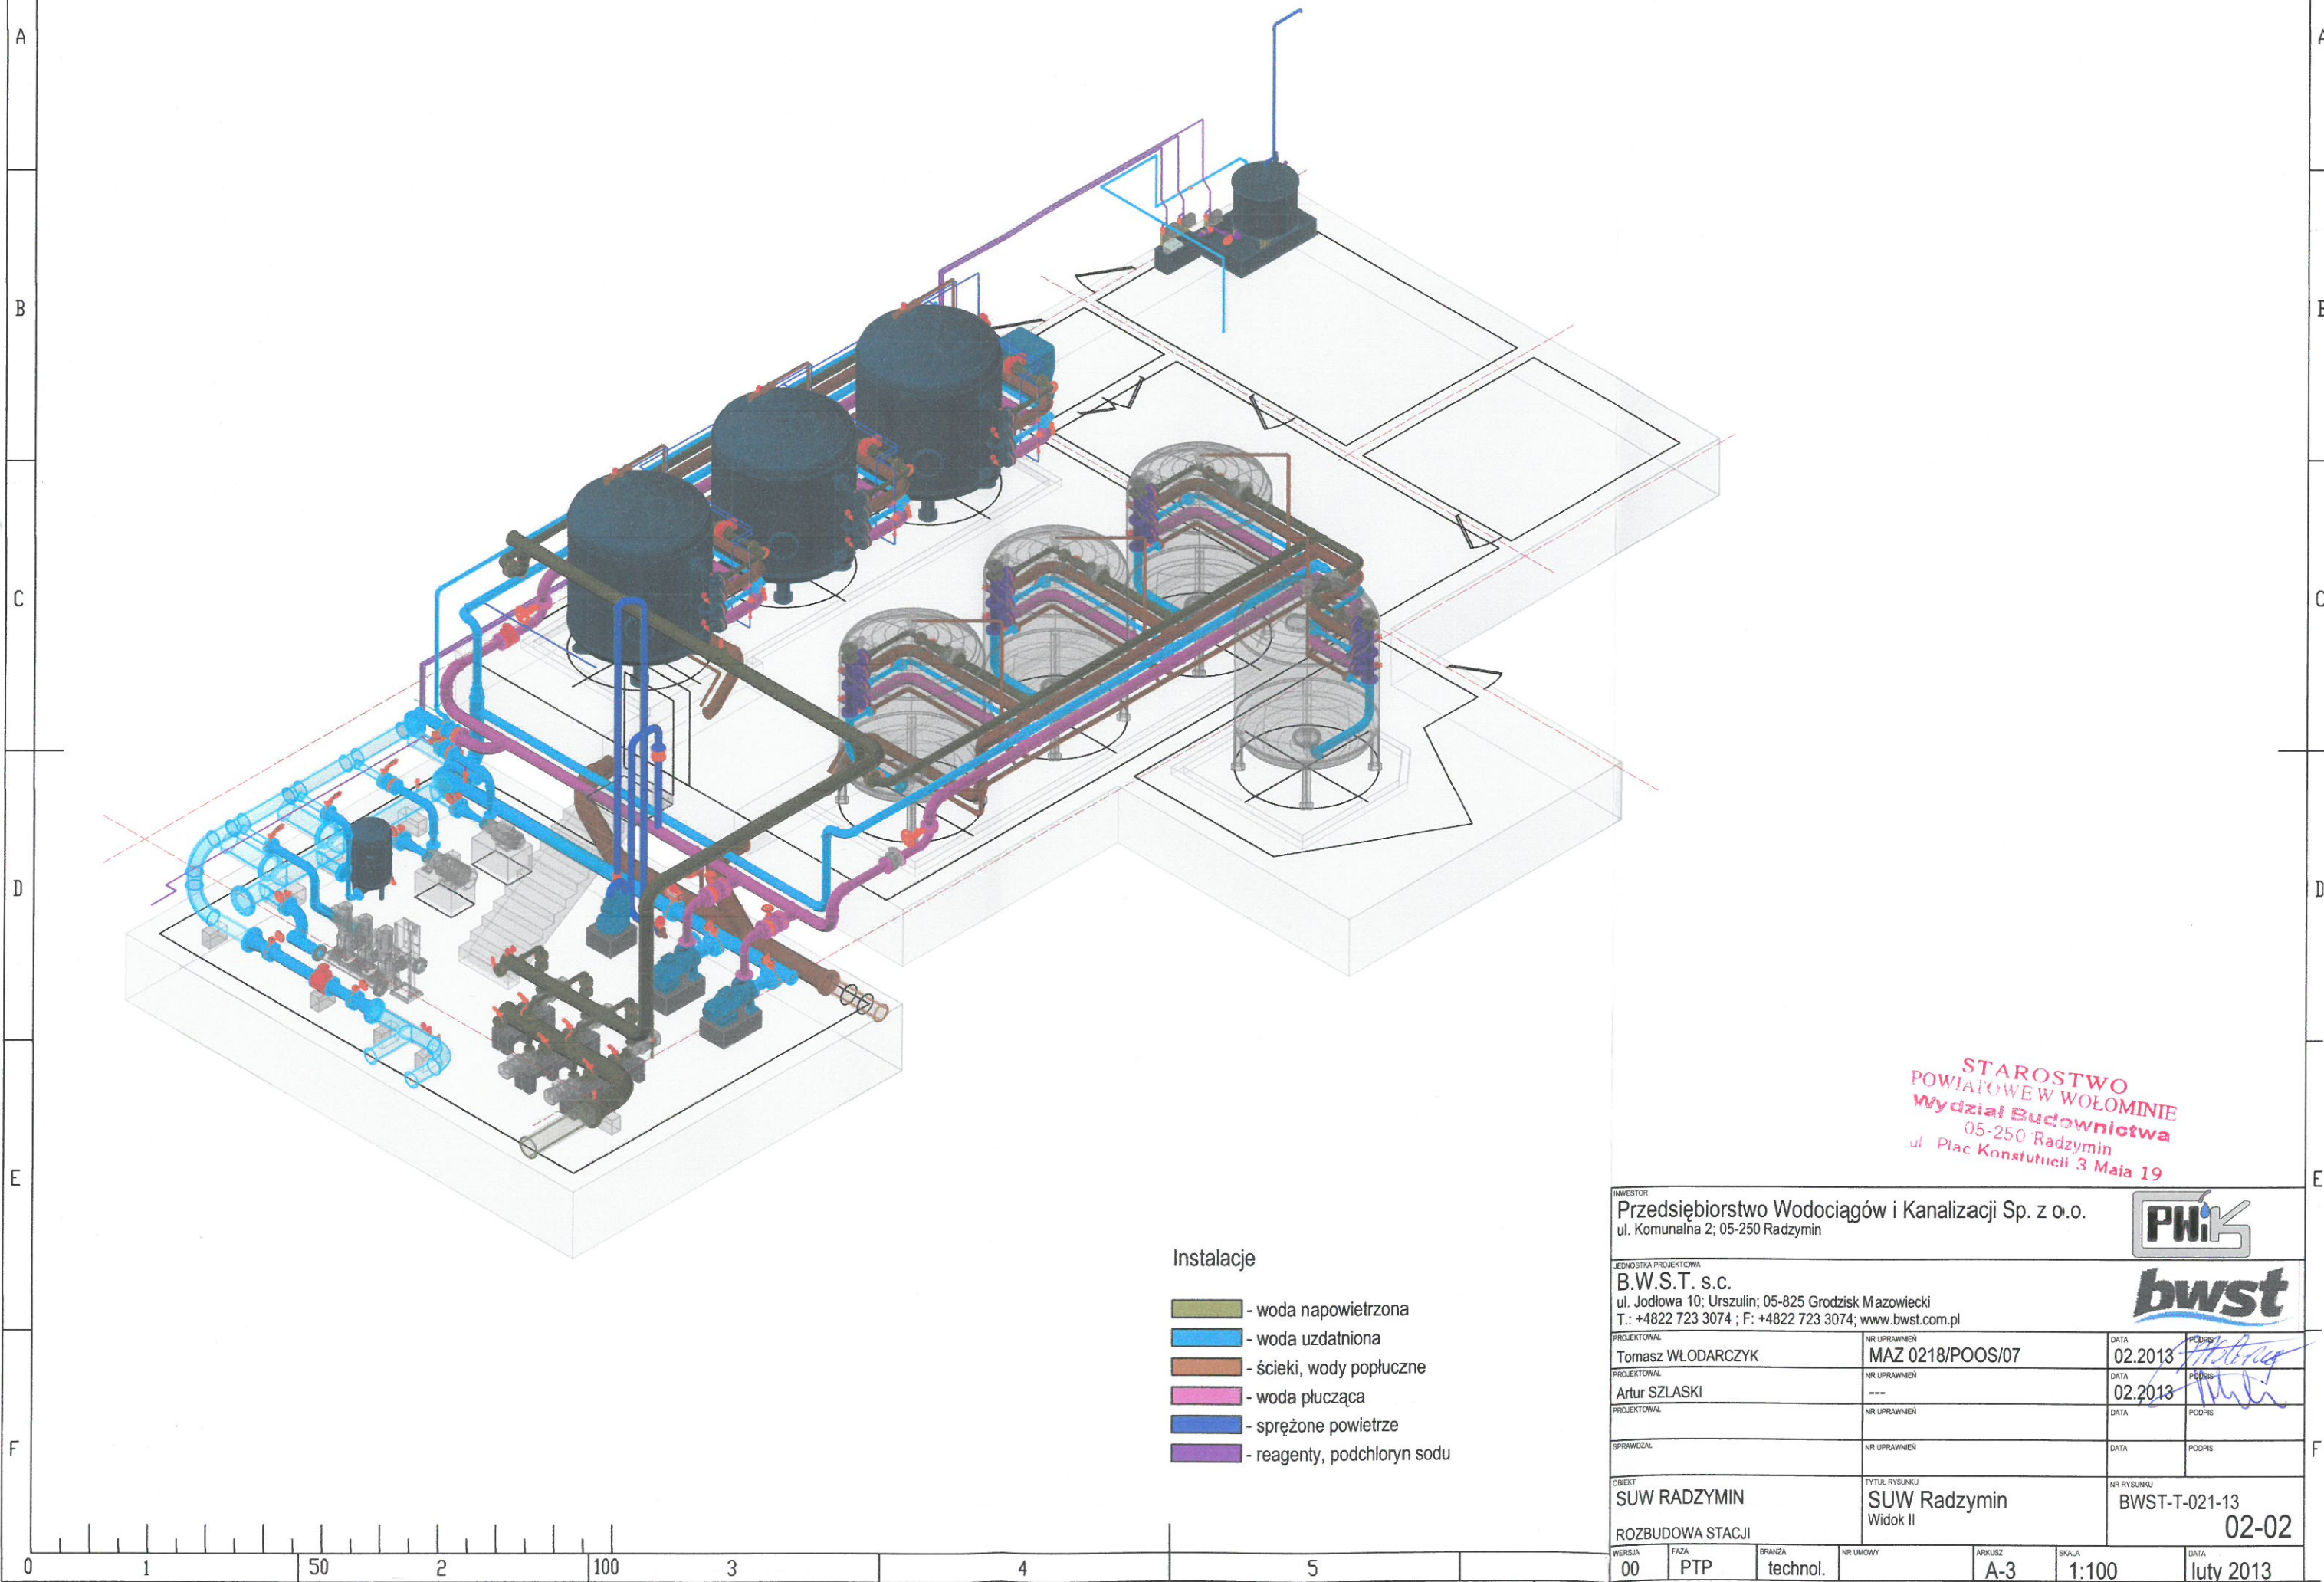 A
A
B
B
C
C
D
D
E
E
F
F
0
1
50
2
100
3
4
5
Instalacje
- woda napowietrzona
- woda uzdatniona
- ścieki, wody popłuczne
- woda płucząca
- sprężone powietrze
- reagenty, podchloryn sodu
STAROSTWO
POWIATOWE W WOŁOMINIE
Wydział Budownictwa
05-250 Radzymin
ul. Plac Konstytucji 3 Maja 19
INWESTOR
Przedsiębiorstwo Wodociągów i Kanalizacji Sp. z o.o.
ul. Komunalna 2; 05-250 Radzymin
PWiK
JEDNOSTKA PROJEKTOWA
B.W.S.T. s.c.
ul. Jodłowa 10; Urszulin; 05-825 Grodzisk Mazowiecki
T.: +4822 723 3074 ; F: +4822 723 3074; www.bwst.com.pl
bwst
PROJEKTOWAŁ NR UPRAWNIEŃ DATA PODPIS
Tomasz WŁODARCZYK MAZ 0218/POOS/07 02.2013
PROJEKTOWAŁ NR UPRAWNIEŃ DATA PODPIS
Artur SZLASKI --- 02.2013
PROJEKTOWAŁ NR UPRAWNIEŃ DATA PODPIS
SPRAWDZAŁ NR UPRAWNIEŃ DATA PODPIS
OBIEKT TYTUŁ RYSUNKU NR RYSUNKU
SUW RADZYMIN SUW Radzymin BWST-T-021-13
Widok II
ROZBUDOWA STACJI 02-02
WERSJA FAZA BRANŻA NR UMOWY ARKUSZ SKALA DATA
00 PTP technol. A-3 1:100 luty 2013